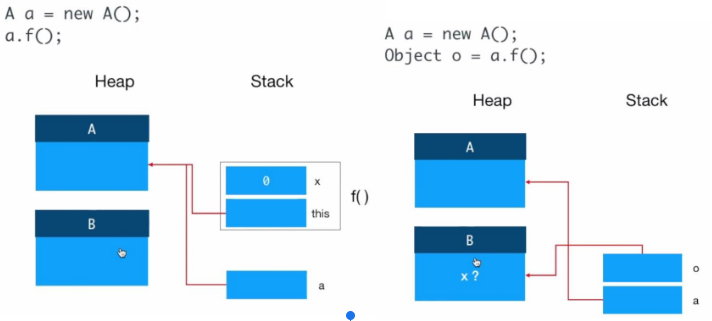 A a = new A();
a.f();
Heap
Stack
A
0
x
this
f()
B
a
A a = new A();
Object o = a.f();
Heap
Stack
A
B
x ?
o
a